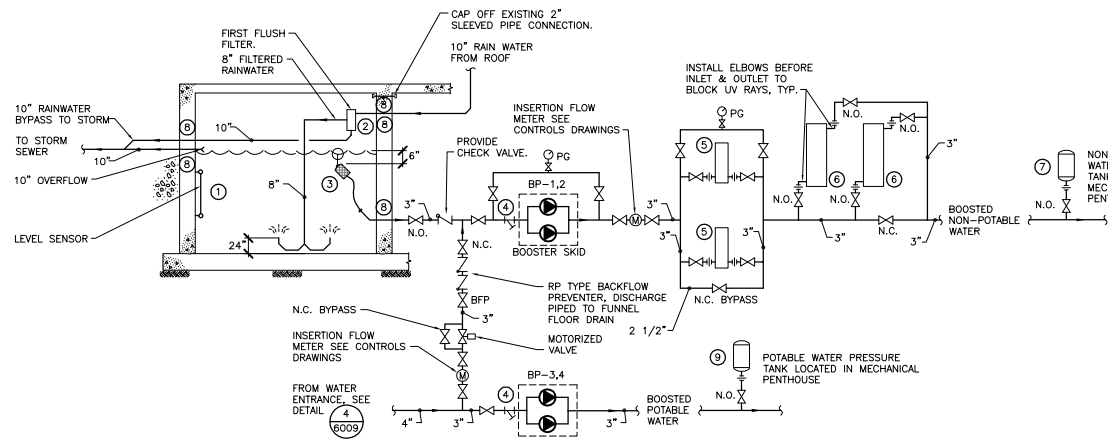 CAP OFF EXISTING 2"
SLEEVED PIPE CONNECTION.
FIRST FLUSH
FILTER.
8" FILTERED
RAINWATER
10" RAIN WATER
FROM ROOF
10" RAINWATER
BYPASS TO STORM
TO STORM
SEWER
10" OVERFLOW
LEVEL SENSOR
8
10"
10"
8
1
24"
8"
2
3
6"
8
8
8
3"
N.O.
PROVIDE
CHECK VALVE.
PG
BP-1,2
4
BOOSTER SKID
N.C.
INSERTION FLOW
METER SEE
CONTROLS DRAWINGS
M
3"
3"
3"
PG
5
5
N.C. BYPASS
2 1/2"
INSTALL ELBOWS BEFORE
INLET & OUTLET TO
BLOCK UV RAYS, TYP.
N.O.
N.O.
6
6
N.O.
N.O.
3"
3"
N.C.
3"
BOOSTED
NON-POTABLE
WATER
7
N.O.
NON
WATE
TANK
MEC
PENT
RP TYPE BACKFLOW
PREVENTER, DISCHARGE
PIPED TO FUNNEL
FLOOR DRAIN
BFP
3"
N.C. BYPASS
MOTORIZED
VALVE
INSERTION FLOW
METER SEE CONTROLS
DRAWINGS
M
FROM WATER
ENTRANCE, SEE
DETAIL
4
6009
4"
3"
4
BP-3,4
3"
BOOSTED
POTABLE
WATER
9
N.O.
POTABLE WATER PRESSURE
TANK LOCATED IN MECHANICAL
PENTHOUSE